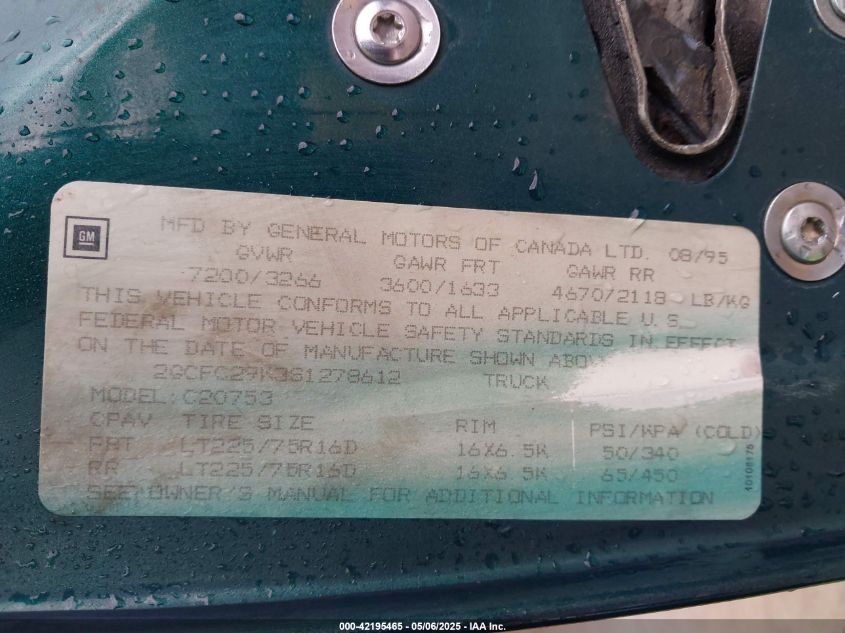 GM
MFD BY GENERAL MOTORS OF CANADA LTD. 08/95
GVWR GAWR FRT GAWR RR
7200/3266 3600/1633 4670/2118 LB/KG
THIS VEHICLE CONFORMS TO ALL APPLICABLE U.S.
FEDERAL MOTOR VEHICLE SAFETY STANDARDS IN EFFECT
ON THE DATE OF MANUFACTURE SHOWN ABOVE
2GCFC29K3S1278612 TRUCK
MODEL: C20753
CPAV TIRE SIZE RIM PSI/KPA (COLD)
FRT LT225/75R16D 16X6.5K 50/340
RR LT225/75R16D 16X6.5K 65/450
SEE OWNER'S MANUAL FOR ADDITIONAL INFORMATION
10108175
000-42195465 - 05/06/2025 - IAA Inc.